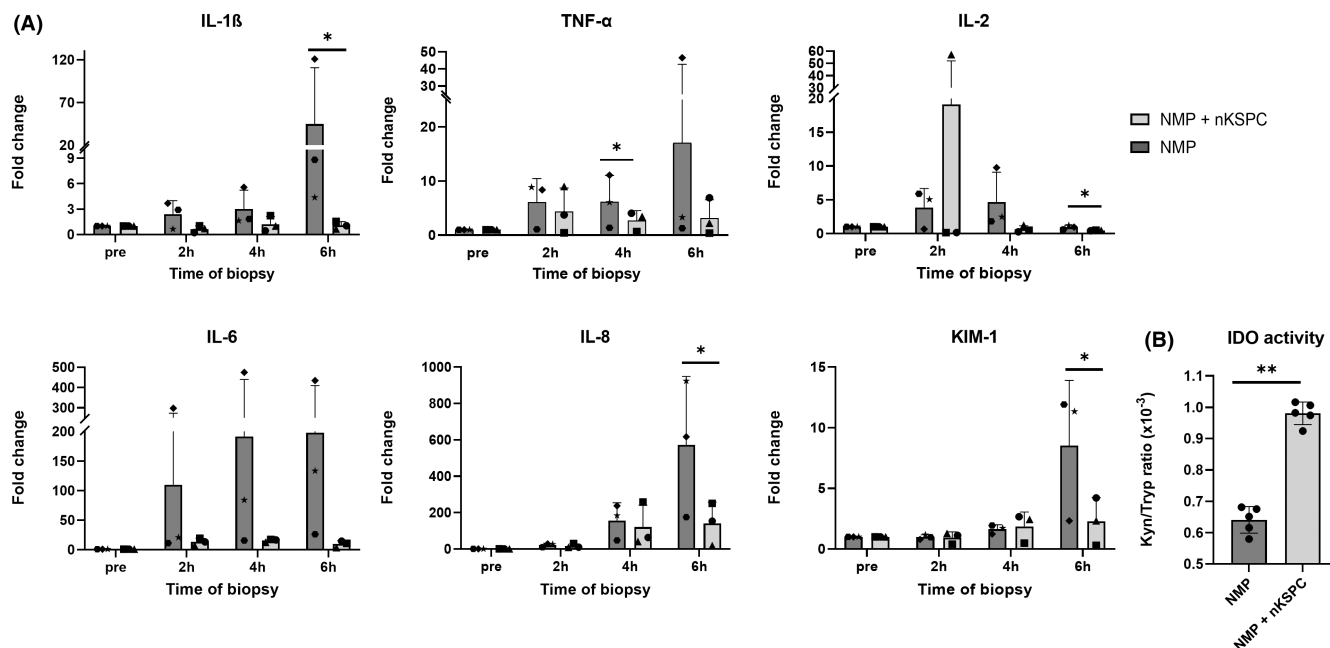 (A)
IL-1ß
Fold change
120
70
20
9
6
3
0
*
pre 2h 4h 6h
Time of biopsy
TNF-α
Fold change
50
40
30
20
10
5
0
*
pre 2h 4h 6h
Time of biopsy
IL-2
Fold change
60
50
40
30
20
15
10
5
0
*
pre 2h 4h 6h
Time of biopsy
NMP + nKSPC
NMP
IL-6
Fold change
500
400
300
200
150
100
50
0
pre 2h 4h 6h
Time of biopsy
IL-8
Fold change
1000
800
600
400
200
0
*
pre 2h 4h 6h
Time of biopsy
KIM-1
Fold change
15
10
5
0
*
pre 2h 4h 6h
Time of biopsy
(B)
IDO activity
Kyn/Tryp ratio (x10⁻³)
1.1
1.0
0.9
0.7
0.6
0.5
**
NMP
NMP + nKSPC